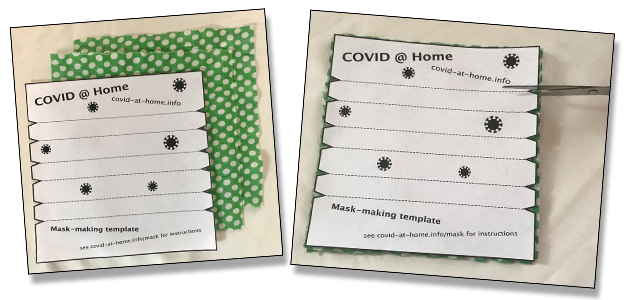 COVID @ Home
covid-at-home.info
Mask-making template
see covid-at-home.info/mask for instructions
COVID @ Home
covid-at-home.info
Mask-making template
see covid-at-home.info/mask for instructions